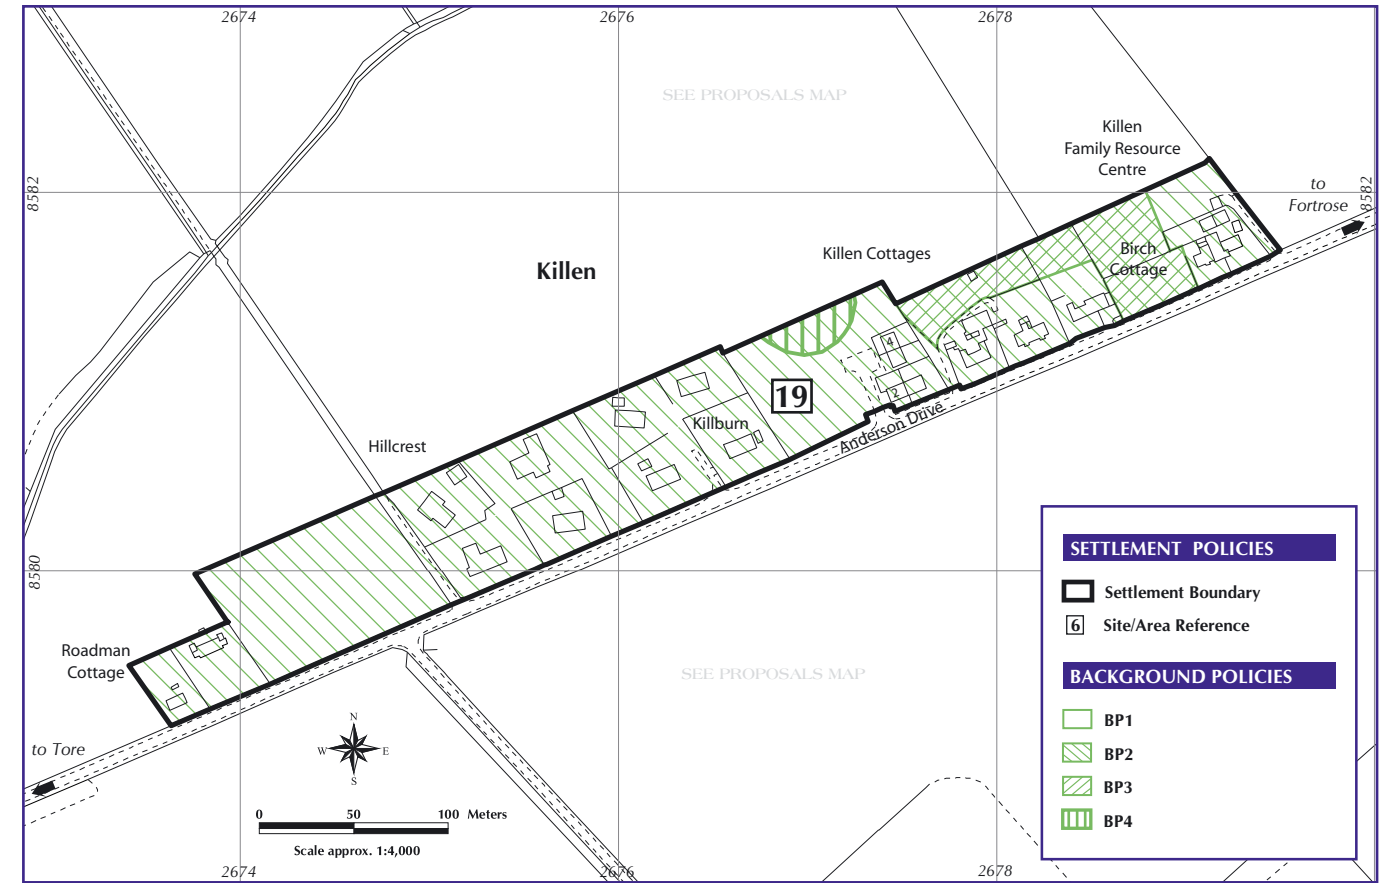 2674
2676
2678
SEE PROPOSALS MAP
Killen
Family Resource
Centre
8582
8582
to
Fortrose
Killen Cottages
Birch
Cottage
Killen
4
2
19
Killburn
Anderson Drive
Hillcrest
8580
Roadman
Cottage
SEE PROPOSALS MAP
to Tore
N
W
E
S
0 50 100 Meters
Scale approx. 1:4,000
SETTLEMENT POLICIES
Settlement Boundary
6 Site/Area Reference
BACKGROUND POLICIES
BP1
BP2
BP3
BP4
2674
2676
2678